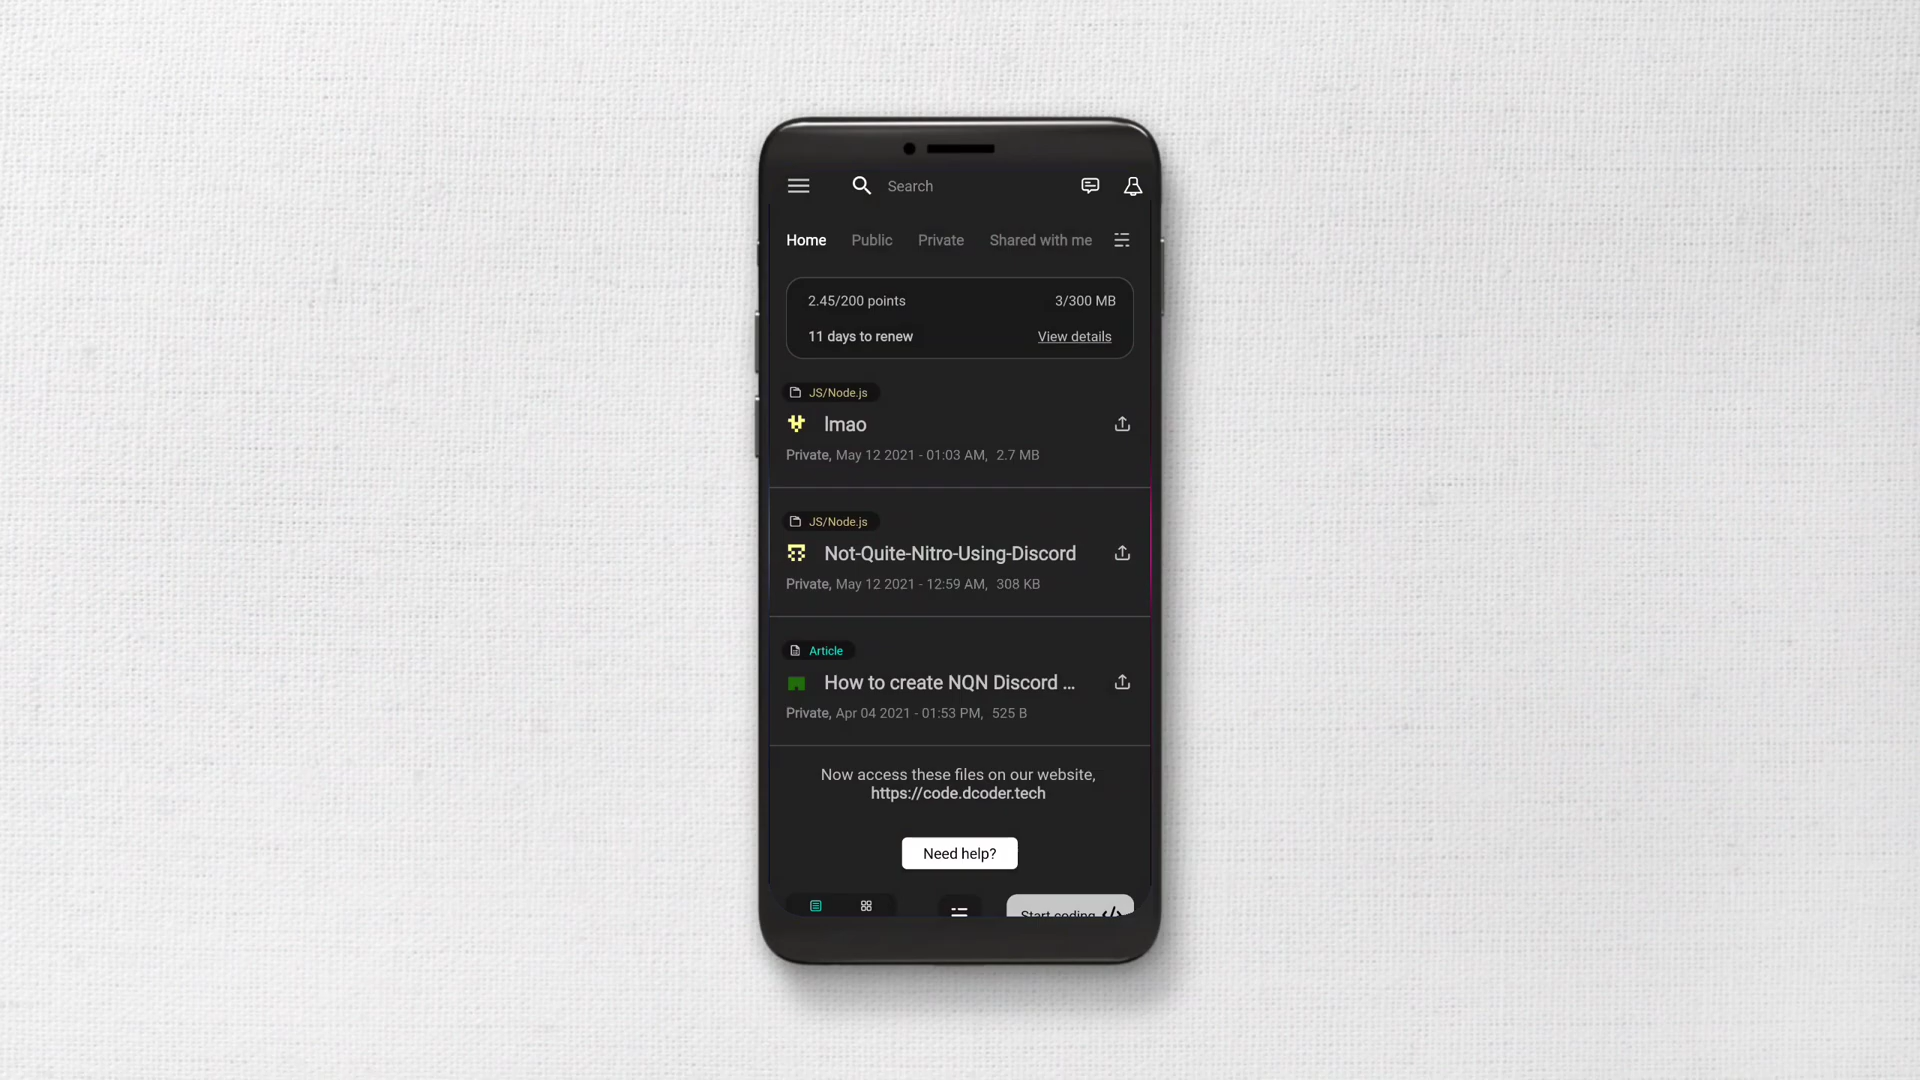 Search
Home Public Private Shared with me
2.45/200 points 3/300 MB
11 days to renew View details
JS/Node.js
lmao
Private, May 12 2021 - 01:03 AM, 2.7 MB
JS/Node.js
Not-Quite-Nitro-Using-Discord
Private, May 12 2021 - 12:59 AM, 308 KB
Article
How to create NQN Discord ...
Private, Apr 04 2021 - 01:53 PM, 525 B
Now access these files on our website,
https://code.dcoder.tech
Need help?
Start coding